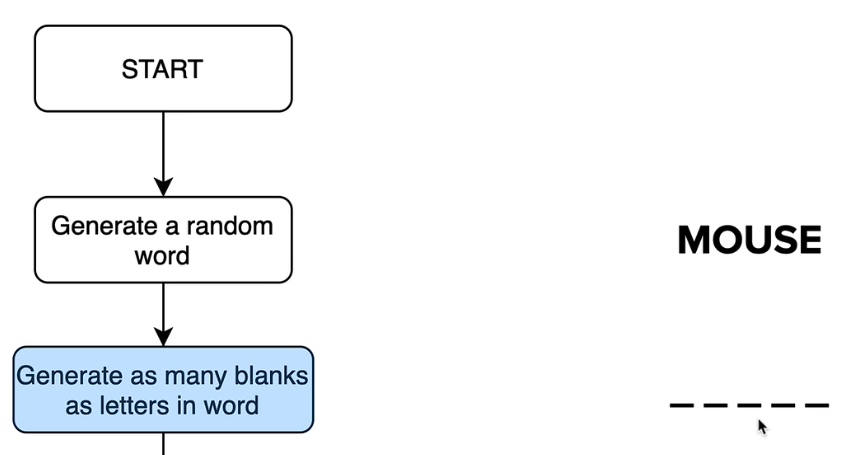 START
Generate a random
word
MOUSE
Generate as many blanks
as letters in word
_ _ _ _ _